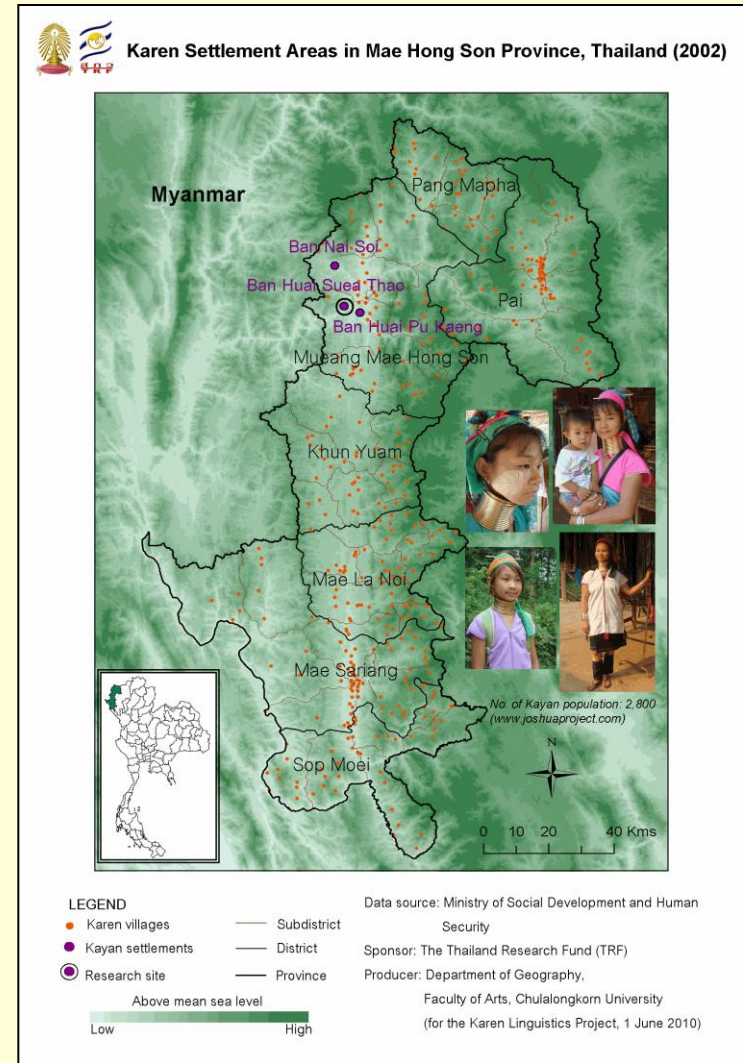 Karen Settlement Areas in Mae Hong Son Province, Thailand (2002)
Myanmar
Pang Mapha
Ban Nai Soi
Ban Huai Suea Thao
Pai
Ban Huai Pu Kaeng
Mueang Mae Hong Son
Khun Yuam
Mae La Noi
Mae Sariang
No. of Kayan population: 2,800
(www.joshuaproject.com)
Sop Moei
N
0 10 20 40 Kms
LEGEND
Karen villages
Kayan settlements
Research site
Subdistrict
District
Province
Above mean sea level
Low High
Data source: Ministry of Social Development and Human
Security
Sponsor: The Thailand Research Fund (TRF)
Producer: Department of Geography,
Faculty of Arts, Chulalongkorn University
(for the Karen Linguistics Project, 1 June 2010)